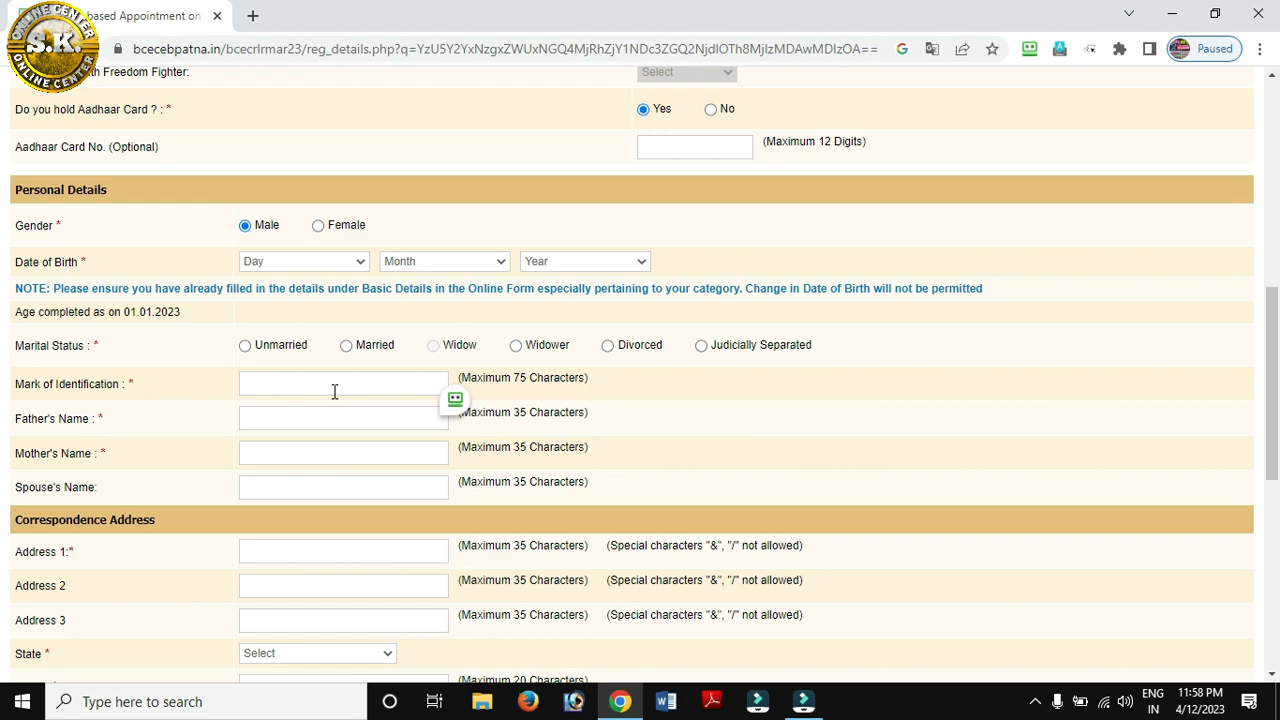 based Appointment on
ONLINE CENTER
S.K.
ONLINE CENTER
bcecebpatna.in/bcecrlrmar23/reg_details.php?q=YzU5Y2YxNzgxZWUxNGQ4MjRhZjY1NDc3ZGQ2NjdlOTh8MjIzMDAwMDIzOA==
Paused
th Freedom Fighter:
Select
Do you hold Aadhaar Card ? : *
Yes No
Aadhaar Card No. (Optional)
(Maximum 12 Digits)
Personal Details
Gender *
Male Female
Date of Birth *
Day Month Year
NOTE: Please ensure you have already filled in the details under Basic Details in the Online Form especially pertaining to your category. Change in Date of Birth will not be permitted
Age completed as on 01.01.2023
Marital Status : *
Unmarried Married Widow Widower Divorced Judicially Separated
Mark of Identification : *
(Maximum 75 Characters)
Father's Name : *
(Maximum 35 Characters)
Mother's Name : *
(Maximum 35 Characters)
Spouse's Name:
(Maximum 35 Characters)
Correspondence Address
Address 1:*
(Maximum 35 Characters) (Special characters "&", "/" not allowed)
Address 2
(Maximum 35 Characters) (Special characters "&", "/" not allowed)
Address 3
(Maximum 35 Characters) (Special characters "&", "/" not allowed)
State *
Select
(Maximum 20 Characters)
Type here to search
ENG
IN
11:58 PM
4/12/2023